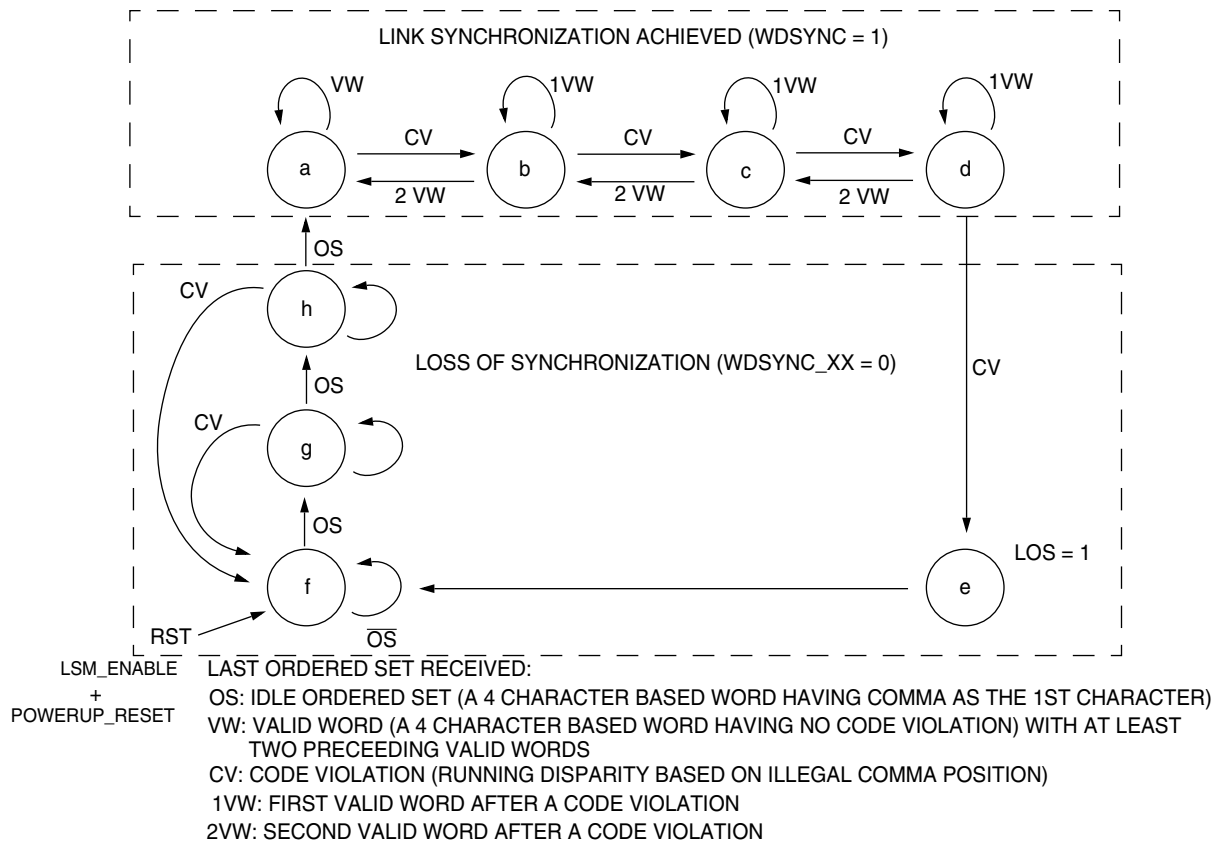 LINK SYNCHRONIZATION ACHIEVED (WDSYNC = 1)
VW
1VW
1VW
1VW
CV
CV
CV
a
b
c
d
2 VW
2 VW
2 VW
OS
CV
h
LOSS OF SYNCHRONIZATION (WDSYNC_XX = 0)
CV
OS
CV
g
OS
LOS = 1
f
e
RST
OS
LSM_ENABLE
+
POWERUP_RESET
LAST ORDERED SET RECEIVED:
OS: IDLE ORDERED SET (A 4 CHARACTER BASED WORD HAVING COMMA AS THE 1ST CHARACTER)
VW: VALID WORD (A 4 CHARACTER BASED WORD HAVING NO CODE VIOLATION) WITH AT LEAST
TWO PRECEEDING VALID WORDS
CV: CODE VIOLATION (RUNNING DISPARITY BASED ON ILLEGAL COMMA POSITION)
1VW: FIRST VALID WORD AFTER A CODE VIOLATION
2VW: SECOND VALID WORD AFTER A CODE VIOLATION